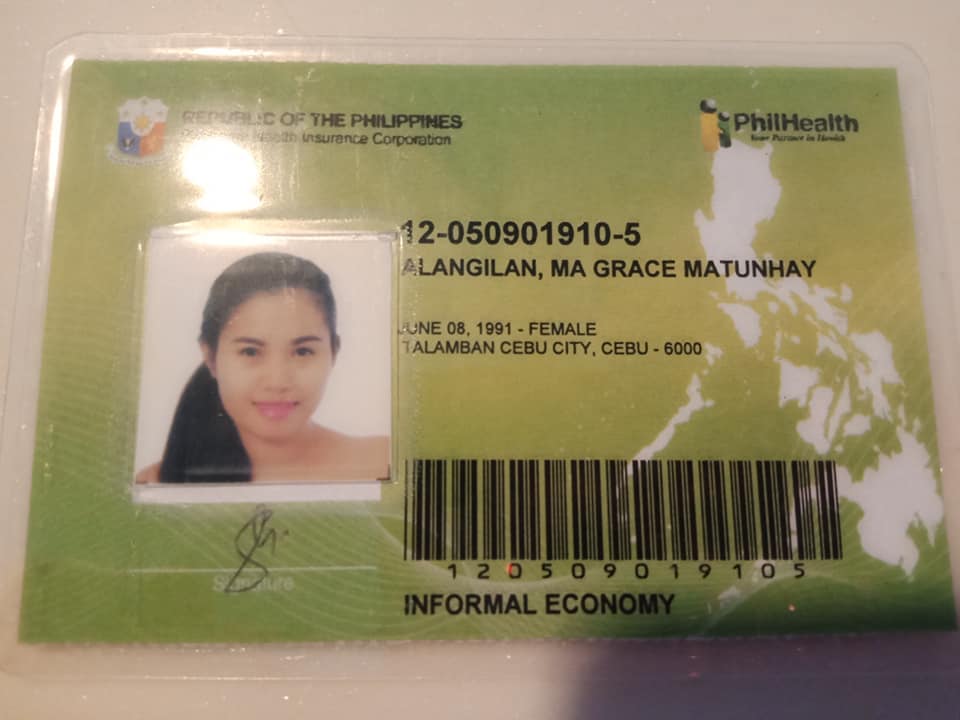 REPUBLIC OF THE PHILIPPINES
Health Insurance Corporation
PhilHealth
Your Partner in Health
12-050901910-5
ALANGILAN, MA GRACE MATUNHAY
JUNE 08, 1991 - FEMALE
TALAMBAN CEBU CITY, CEBU - 6000
Signature
120509019105
INFORMAL ECONOMY